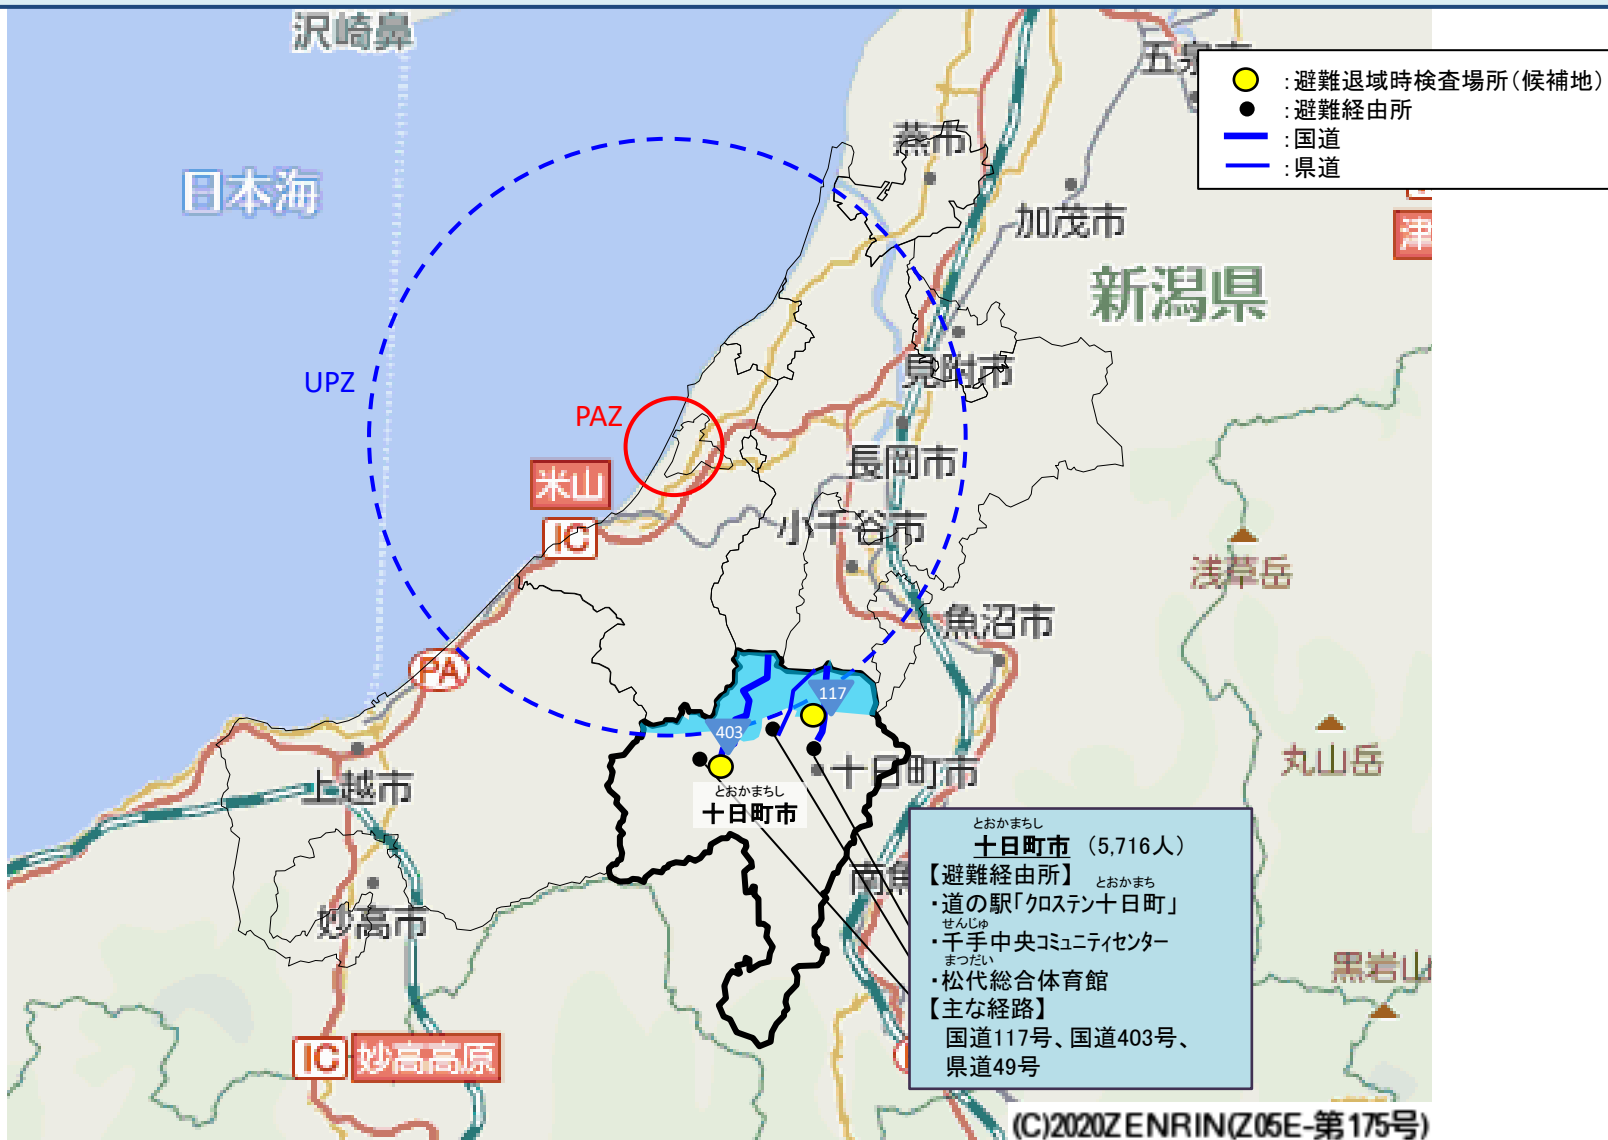 沢崎鼻
日本海
UPZ
PAZ
米山
IC
PA
燕市
加茂市
新潟県
見附市
長岡市
小千谷市
魚沼市
浅草岳
丸山岳
黒岩山
上越市
妙高市
IC
妙高高原
十日町市
117
403
とおかまちし
十日町市
:避難退域時検査場所(候補地)
:避難経由所
:国道
:県道
とおかまちし
十日町市 (5,716人)
【避難経由所】
とおかまち
・道の駅「クロステン十日町」
せんじゅ
・千手中央コミュニティセンター
まつだい
・松代総合体育館
【主な経路】
国道117号、国道403号、
県道49号
(C)2020ZENRIN(Z05E-第175号)